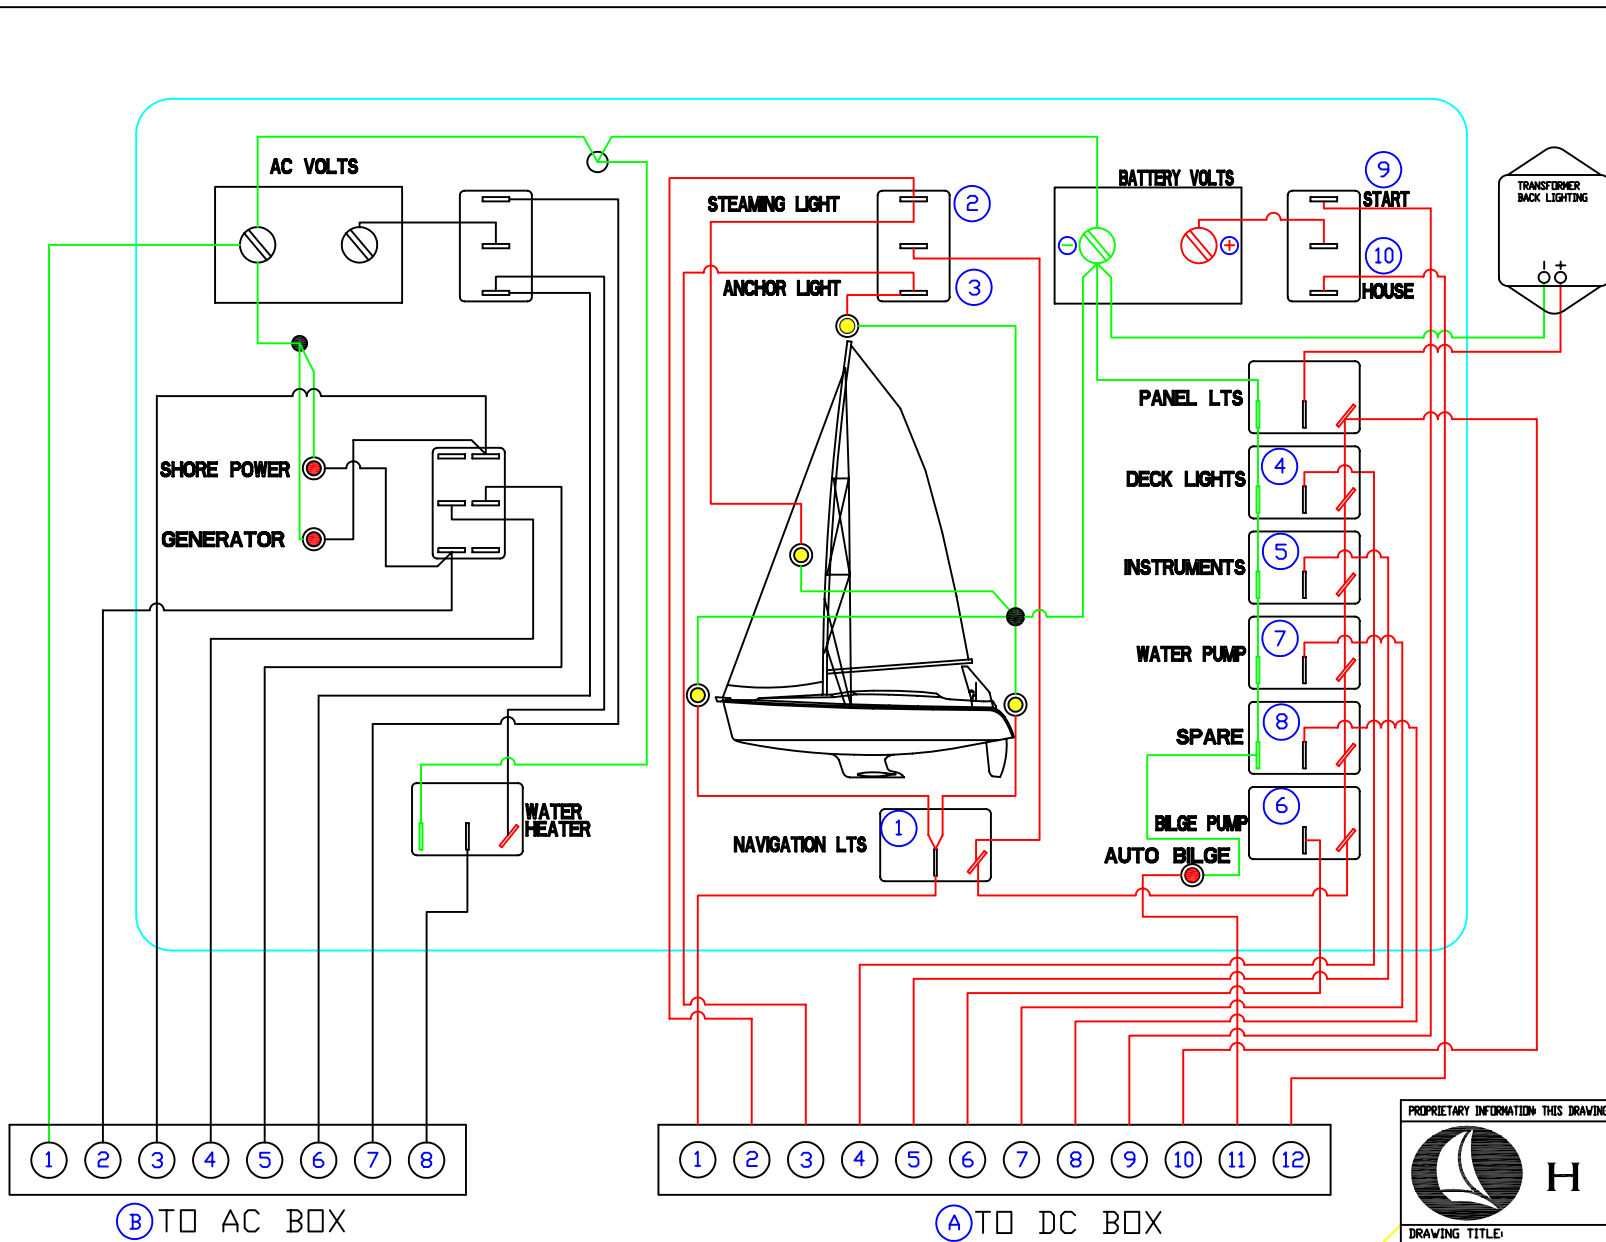 AC VOLTS
STEAMING LIGHT
2
ANCHOR LIGHT
3
BATTERY VOLTS
-
+
9
START
10
HOUSE
TRANSFORMER
BACK LIGHTING
- +
PANEL LTS
DECK LIGHTS
4
INSTRUMENTS
5
WATER PUMP
7
SPARE
8
BILGE PUMP
6
AUTO BILGE
SHORE POWER
GENERATOR
WATER
HEATER
NAVIGATION LTS
1
1 2 3 4 5 6 7 8
B TO AC BOX
1 2 3 4 5 6 7 8 9 10 11 12
A TO DC BOX
PROPRIETARY INFORMATION: THIS DRAWING
H
DRAWING TITLE: